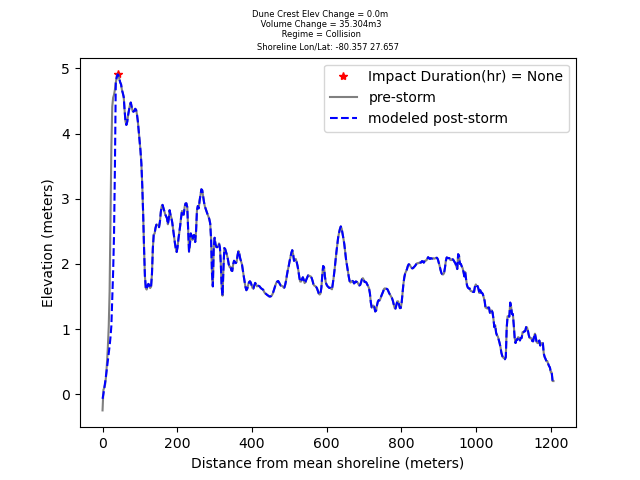 Dune Crest Elev Change = 0.0m
Volume Change = 35.304m3
Regime = Collision
Shoreline Lon/Lat: -80.357 27.657
Impact Duration(hr) = None
pre-storm
modeled post-storm
Elevation (meters)
5
4
3
2
1
0
0 200 400 600 800 1000 1200
Distance from mean shoreline (meters)